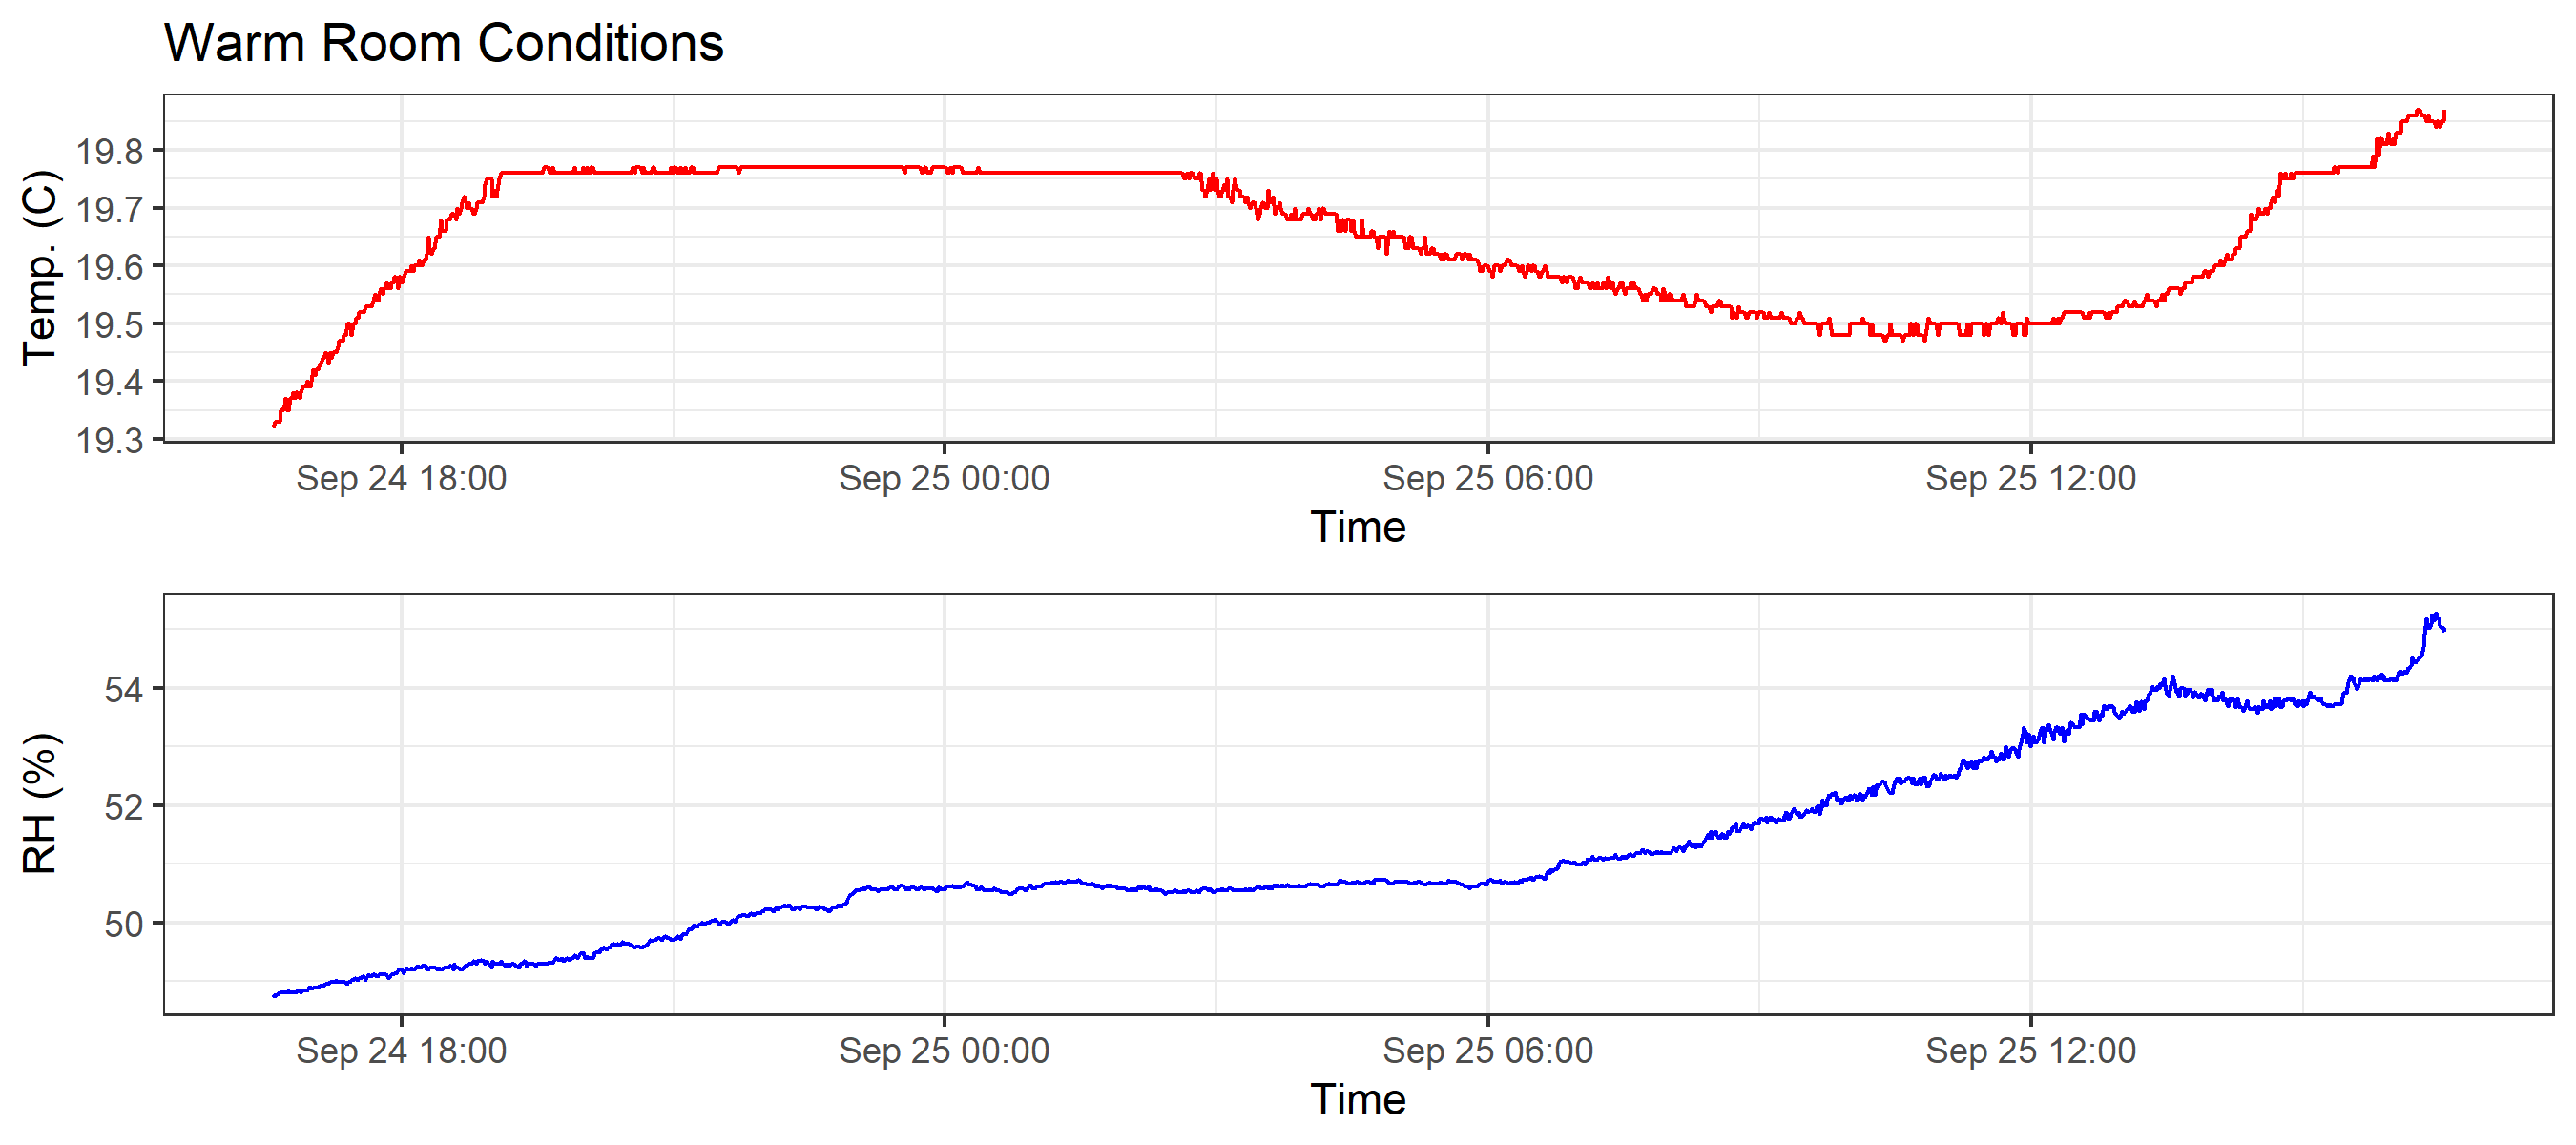 Warm Room Conditions
Temp. (C)
19.8
19.7
19.6
19.5
19.4
19.3
Sep 24 18:00 Sep 25 00:00 Sep 25 06:00 Sep 25 12:00
Time
RH (%)
54
52
50
Sep 24 18:00 Sep 25 00:00 Sep 25 06:00 Sep 25 12:00
Time